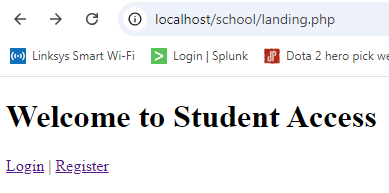 localhost/school/landing.php
Linksys Smart Wi-Fi Login | Splunk Dota 2 hero pick we
Welcome to Student Access
Login | Register